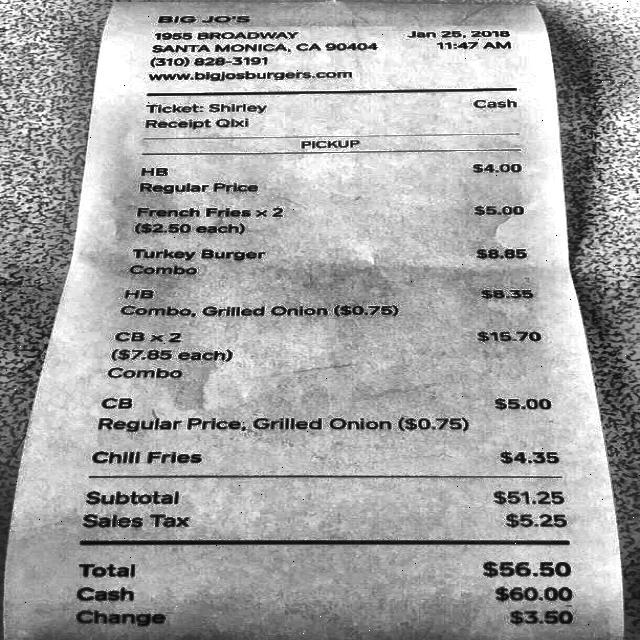 BIG JO'S
1955 BROADWAY Jan 25, 2018
SANTA MONICA, CA 90404 11:47 AM
(310) 828-3191
www.bigjosburgers.com
Ticket: Shirley Cash
Receipt QIxi
PICKUP
HB $4.00
Regular Price
French Fries x 2 $5.00
($2.50 each)
Turkey Burger $8.85
Combo
HB $8.35
Combo, Grilled Onion ($0.75)
CB x 2 $15.70
($7.85 each)
Combo
CB $5.00
Regular Price, Grilled Onion ($0.75)
Chili Fries $4.35
Subtotal $51.25
Sales Tax $5.25
Total $56.50
Cash $60.00
Change $3.50